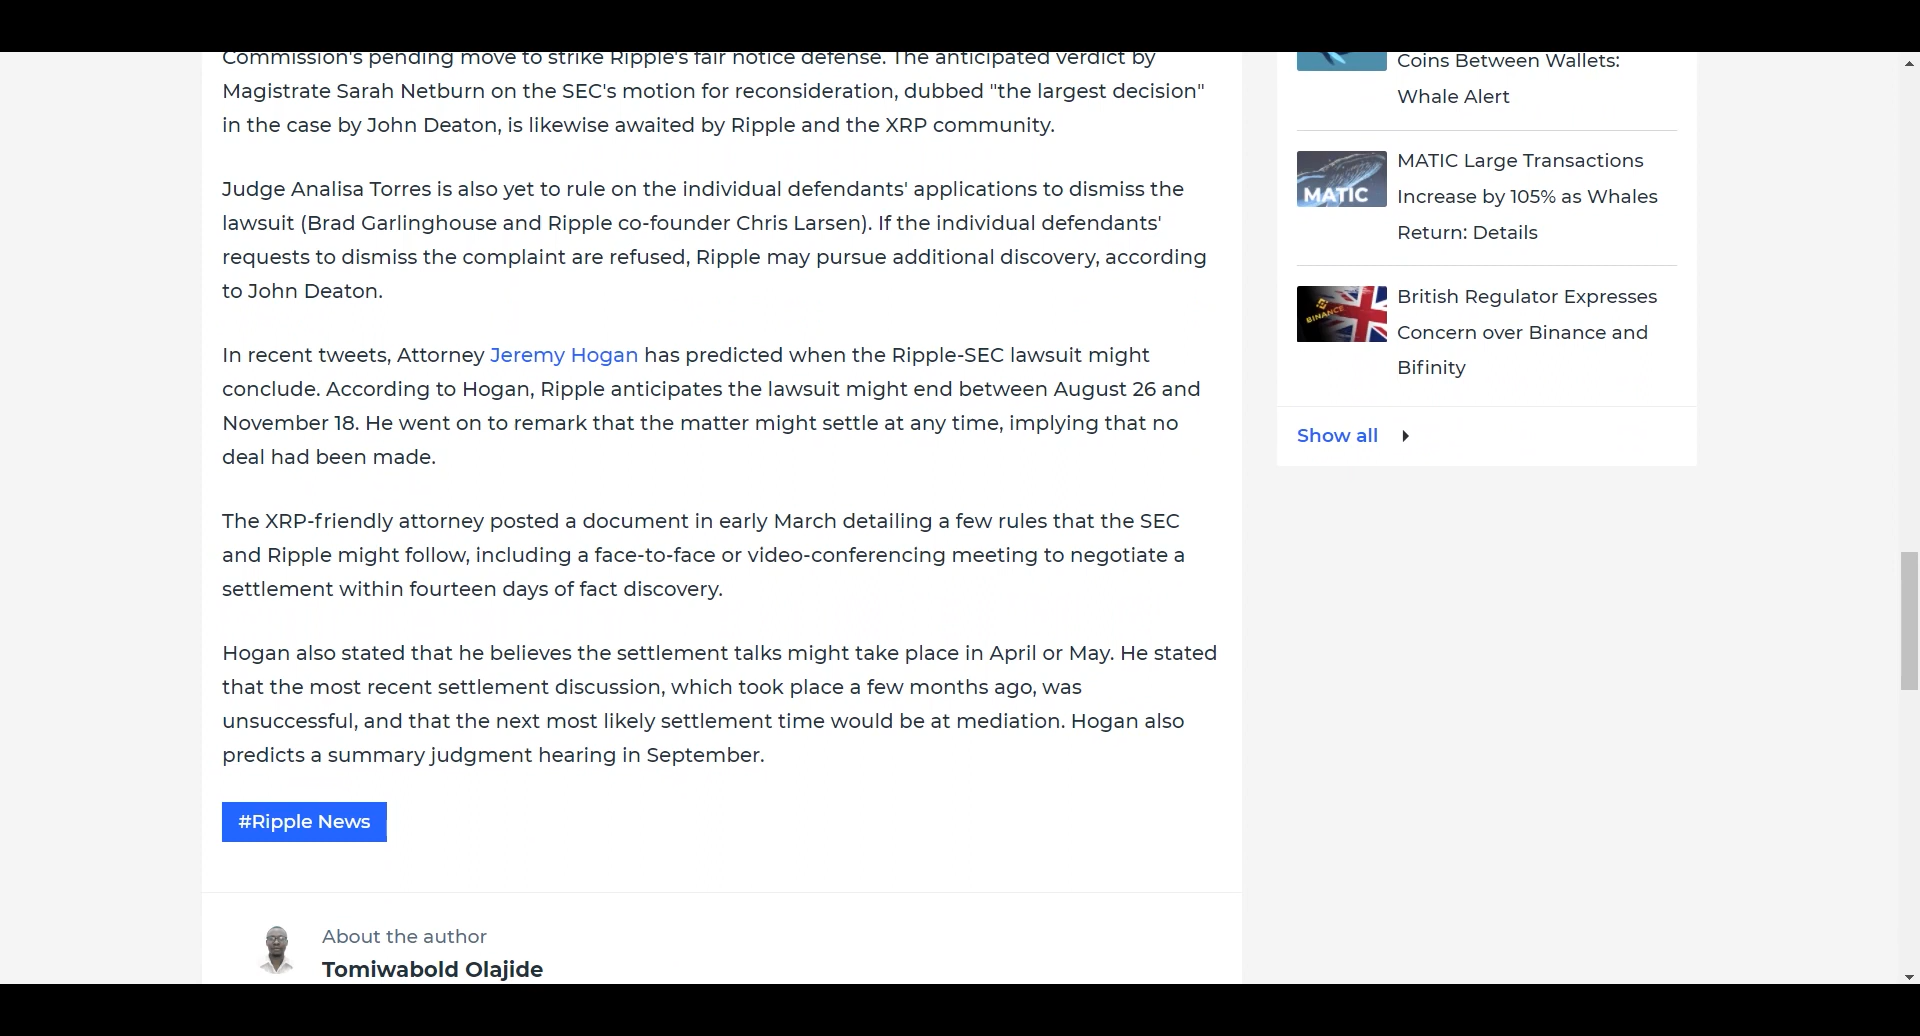 Commission's pending move to strike Ripple's fair notice defense. The anticipated verdict by
Magistrate Sarah Netburn on the SEC's motion for reconsideration, dubbed "the largest decision"
in the case by John Deaton, is likewise awaited by Ripple and the XRP community.
Judge Analisa Torres is also yet to rule on the individual defendants' applications to dismiss the
lawsuit (Brad Garlinghouse and Ripple co-founder Chris Larsen). If the individual defendants'
requests to dismiss the complaint are refused, Ripple may pursue additional discovery, according
to John Deaton.
In recent tweets, Attorney Jeremy Hogan has predicted when the Ripple-SEC lawsuit might
conclude. According to Hogan, Ripple anticipates the lawsuit might end between August 26 and
November 18. He went on to remark that the matter might settle at any time, implying that no
deal had been made.
The XRP-friendly attorney posted a document in early March detailing a few rules that the SEC
and Ripple might follow, including a face-to-face or video-conferencing meeting to negotiate a
settlement within fourteen days of fact discovery.
Hogan also stated that he believes the settlement talks might take place in April or May. He stated
that the most recent settlement discussion, which took place a few months ago, was
unsuccessful, and that the next most likely settlement time would be at mediation. Hogan also
predicts a summary judgment hearing in September.
#Ripple News
About the author
Tomiwabold Olajide
Coins Between Wallets:
Whale Alert
MATIC
MATIC Large Transactions
Increase by 105% as Whales
Return: Details
BINANCE
British Regulator Expresses
Concern over Binance and
Bifinity
Show all